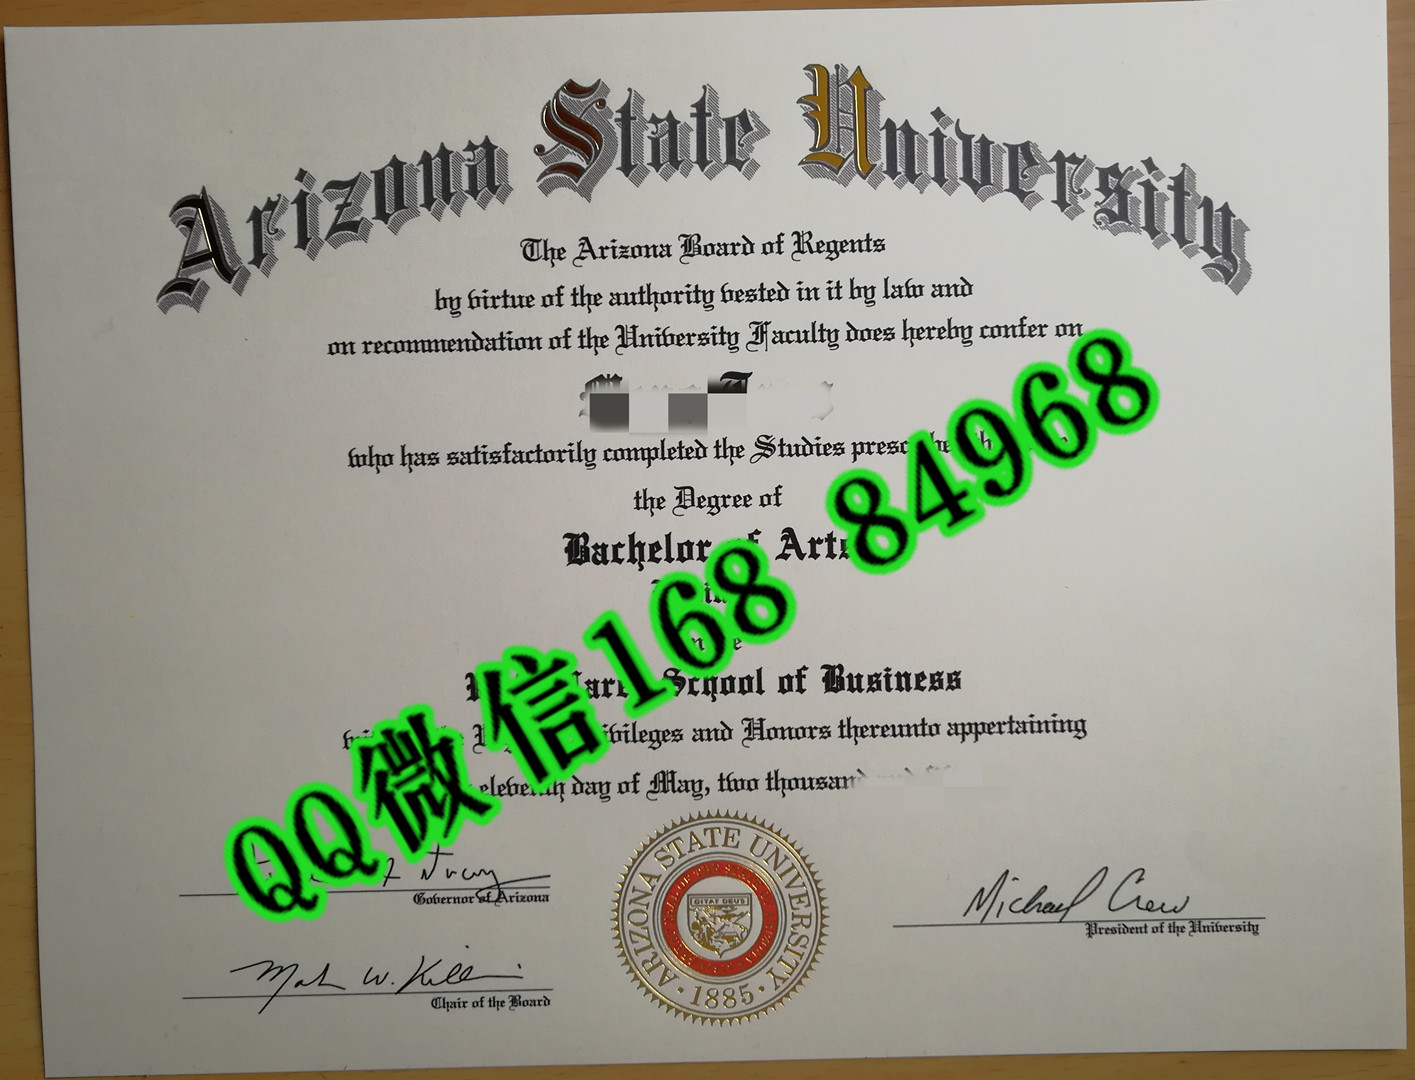 Arizona State University
The Arizona Board of Regents
by virtue of the authority vested in it by law and
on recommendation of the University Faculty does hereby confer on
who has satisfactorily completed the Studies
the Degree of
Bachelor of Arts
School of Business
and Honors thereunto appertaining
eleventh day of May, two thousand
QQ微信168 84968
Governor of Arizona
Michael Crow
President of the University
Chair of the Board
ARIZONA STATE UNIVERSITY
DITAT DEUS
· 1885 ·